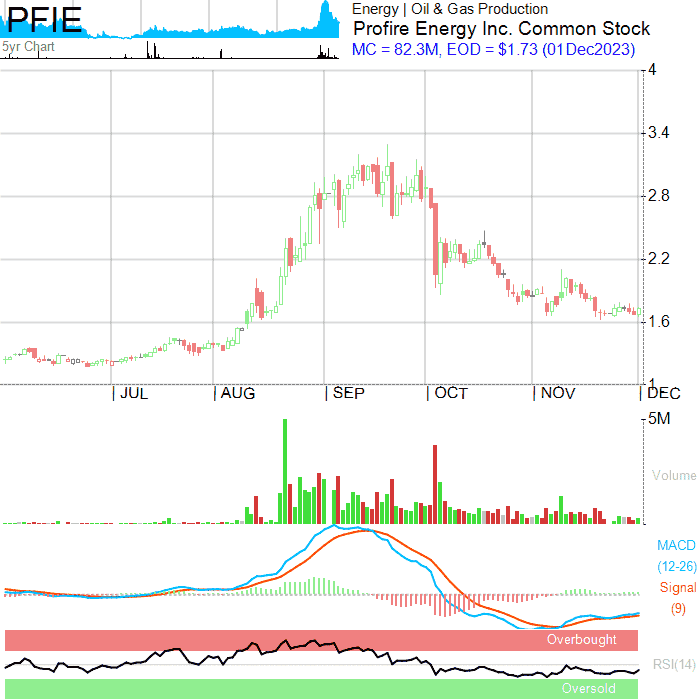 PFIE
5yr Chart
Energy | Oil & Gas Production
Profire Energy Inc. Common Stock
MC = 82.3M, EOD = $1.73 (01Dec2023)
4
3.4
2.8
2.2
1.6
1
JUL AUG SEP OCT NOV DEC
5M
Volume
MACD
(12-26)
Signal
(9)
Overbought
RSI(14)
Oversold